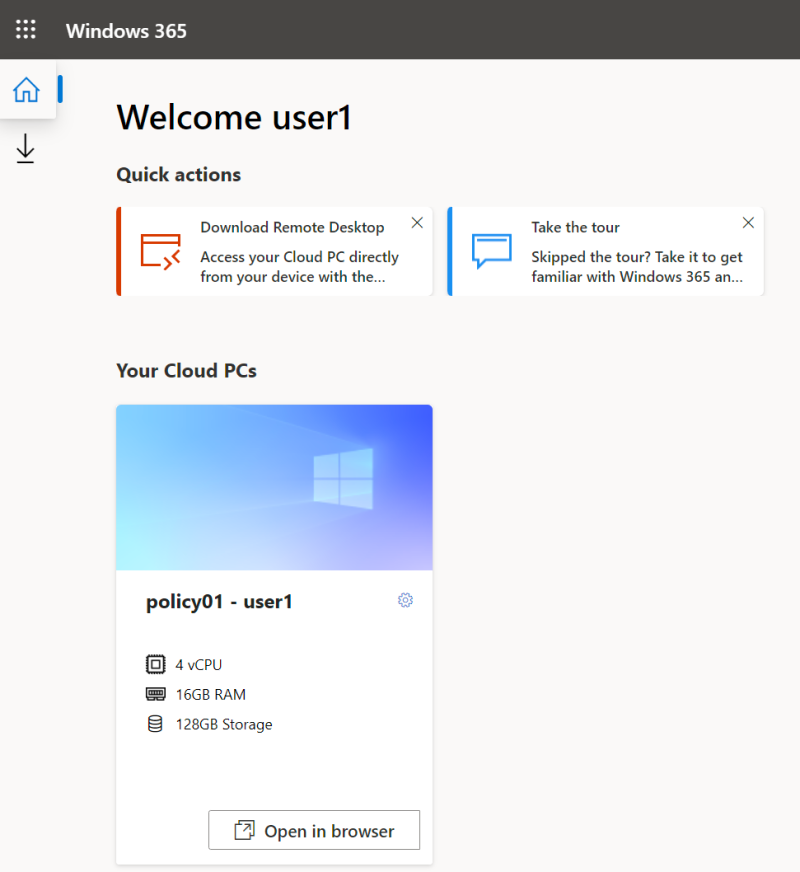 Windows 365
Welcome user1
Quick actions
Download Remote Desktop
Access your Cloud PC directly
from your device with the...
Take the tour
Skipped the tour? Take it to get
familiar with Windows 365 an...
Your Cloud PCs
policy01 - user1
4 vCPU
16GB RAM
128GB Storage
Open in browser